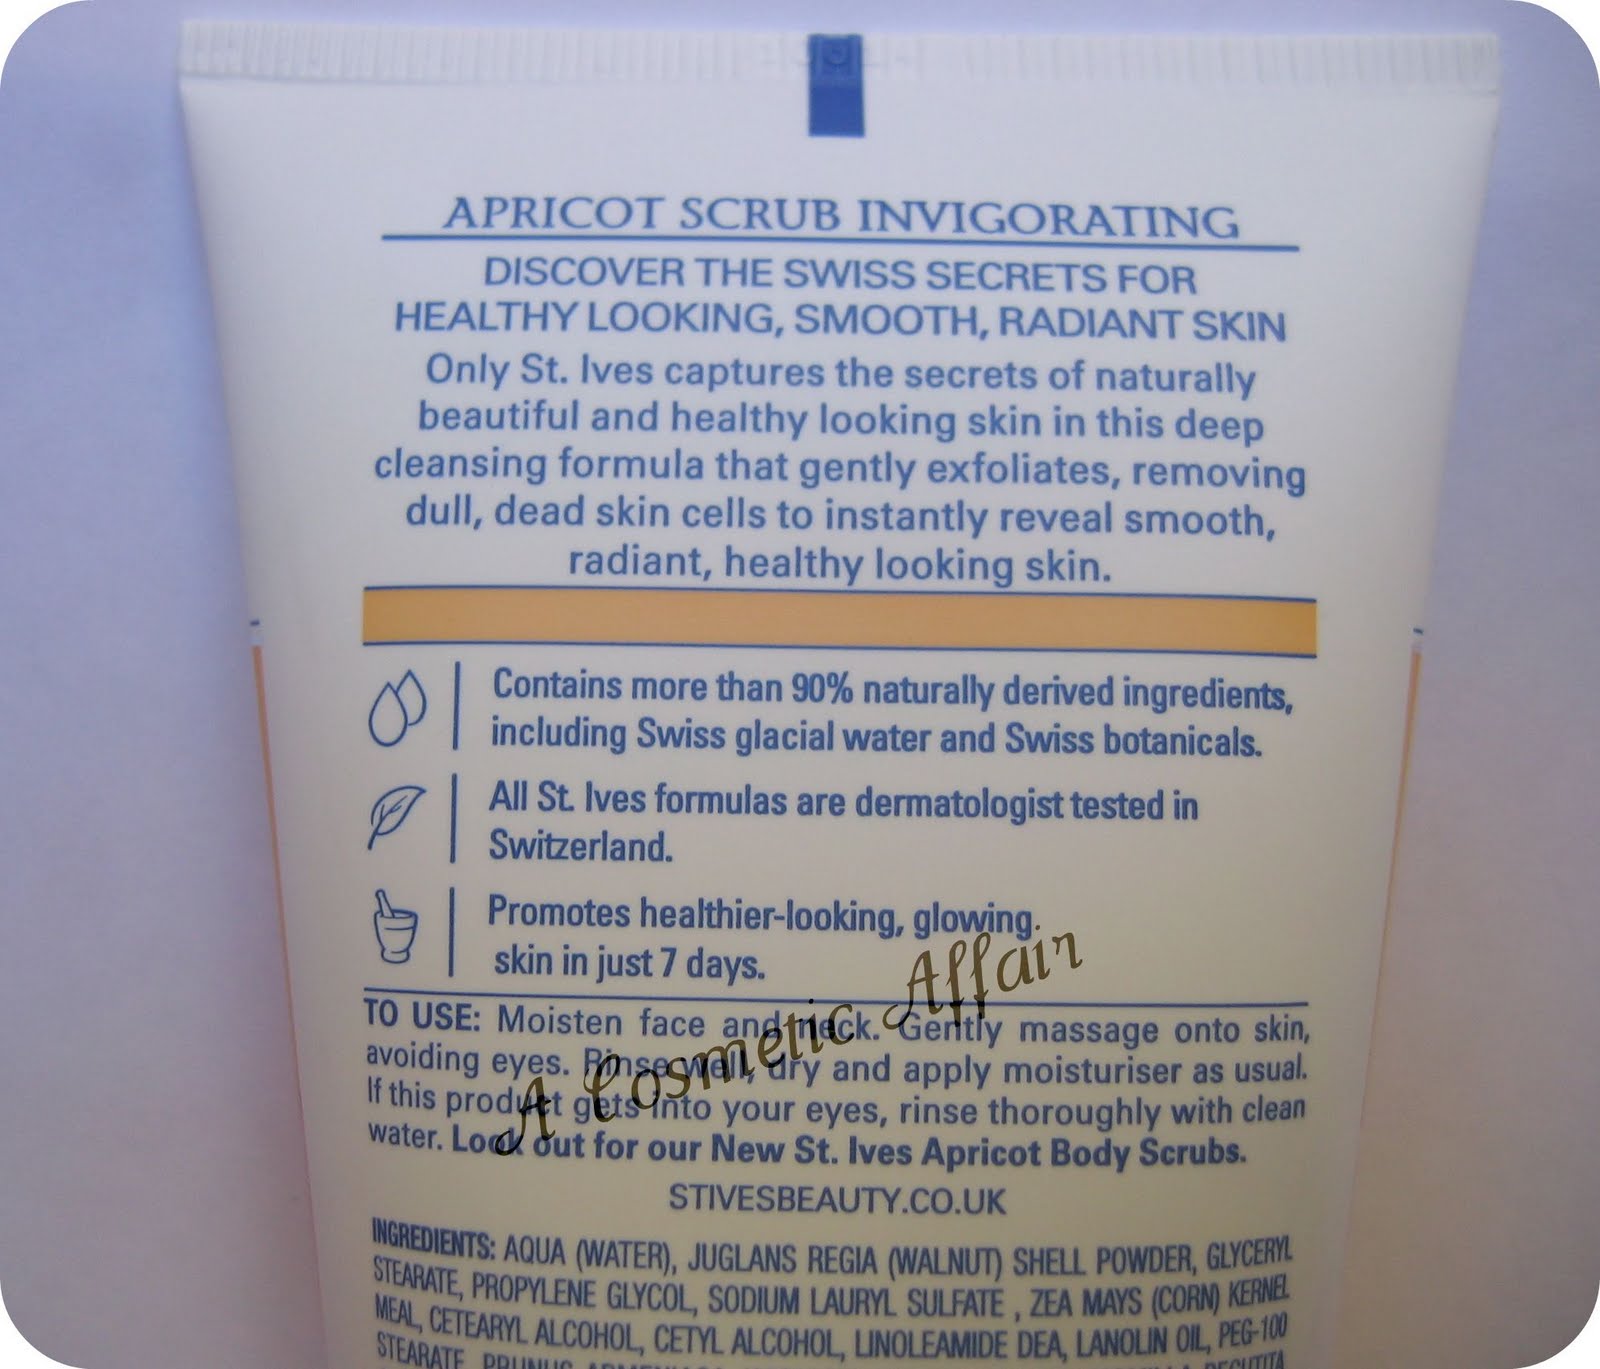 APRICOT SCRUB INVIGORATING
DISCOVER THE SWISS SECRETS FOR
HEALTHY LOOKING, SMOOTH, RADIANT SKIN
Only St. Ives captures the secrets of naturally
beautiful and healthy looking skin in this deep
cleansing formula that gently exfoliates, removing
dull, dead skin cells to instantly reveal smooth,
radiant, healthy looking skin.
Contains more than 90% naturally derived ingredients,
including Swiss glacial water and Swiss botanicals.
All St. Ives formulas are dermatologist tested in
Switzerland.
Promotes healthier-looking, glowing.
skin in just 7 days.
A Cosmetic Affair
TO USE: Moisten face and neck. Gently massage onto skin,
avoiding eyes. Rinse well, dry and apply moisturiser as usual.
If this product gets into your eyes, rinse thoroughly with clean
water. Look out for our New St. Ives Apricot Body Scrubs.
STIVESBEAUTY.CO.UK
INGREDIENTS: AQUA (WATER), JUGLANS REGIA (WALNUT) SHELL POWDER, GLYCERYL
STEARATE, PROPYLENE GLYCOL, SODIUM LAURYL SULFATE , ZEA MAYS (CORN) KERNEL
MEAL, CETEARYL ALCOHOL, CETYL ALCOHOL, LINOLEAMIDE DEA, LANOLIN OIL, PEG-100
STEARATE, PRUNUS